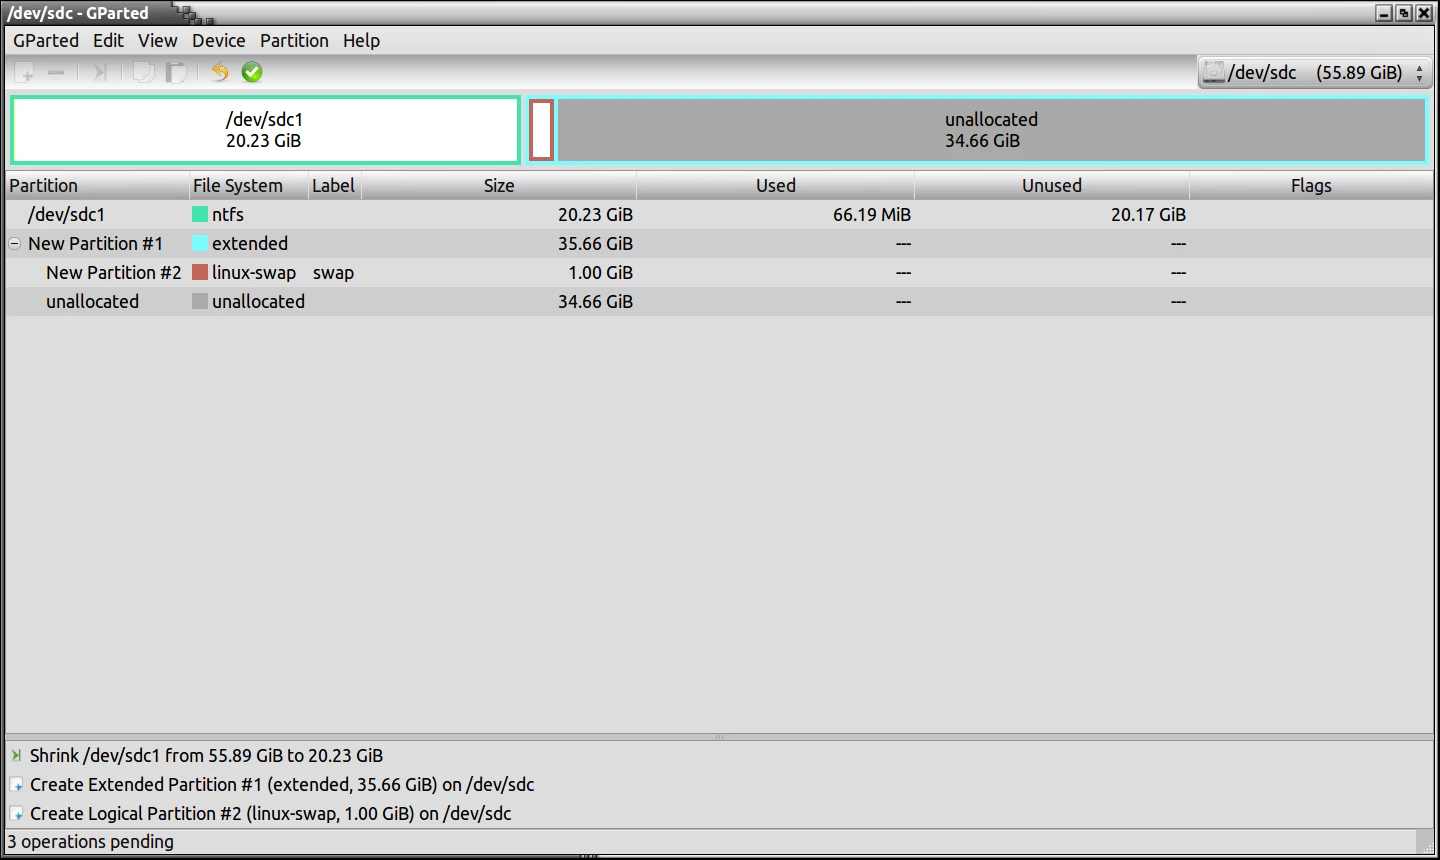 /dev/sdc - GParted
GParted Edit View Device Partition Help
/dev/sdc (55.89 GiB)
/dev/sdc1
20.23 GiB
unallocated
34.66 GiB
Partition File System Label Size Used Unused Flags
/dev/sdc1 ntfs 20.23 GiB 66.19 MiB 20.17 GiB
New Partition #1 extended 35.66 GiB --- ---
New Partition #2 linux-swap swap 1.00 GiB --- ---
unallocated unallocated 34.66 GiB --- ---
Shrink /dev/sdc1 from 55.89 GiB to 20.23 GiB
Create Extended Partition #1 (extended, 35.66 GiB) on /dev/sdc
Create Logical Partition #2 (linux-swap, 1.00 GiB) on /dev/sdc
3 operations pending